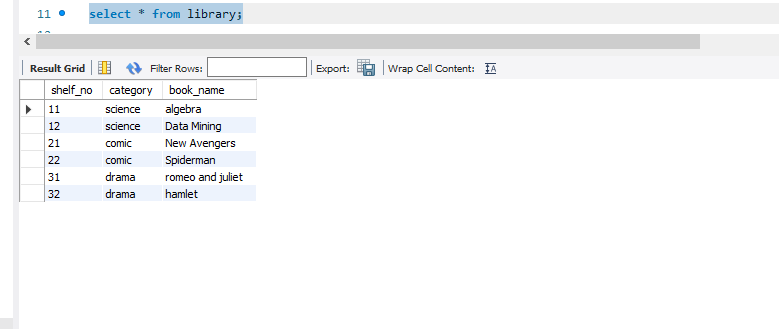 11 select * from library;
Result Grid Filter Rows: Export: Wrap Cell Content:
shelf_no category book_name
11 science algebra
12 science Data Mining
21 comic New Avengers
22 comic Spiderman
31 drama romeo and juliet
32 drama hamlet